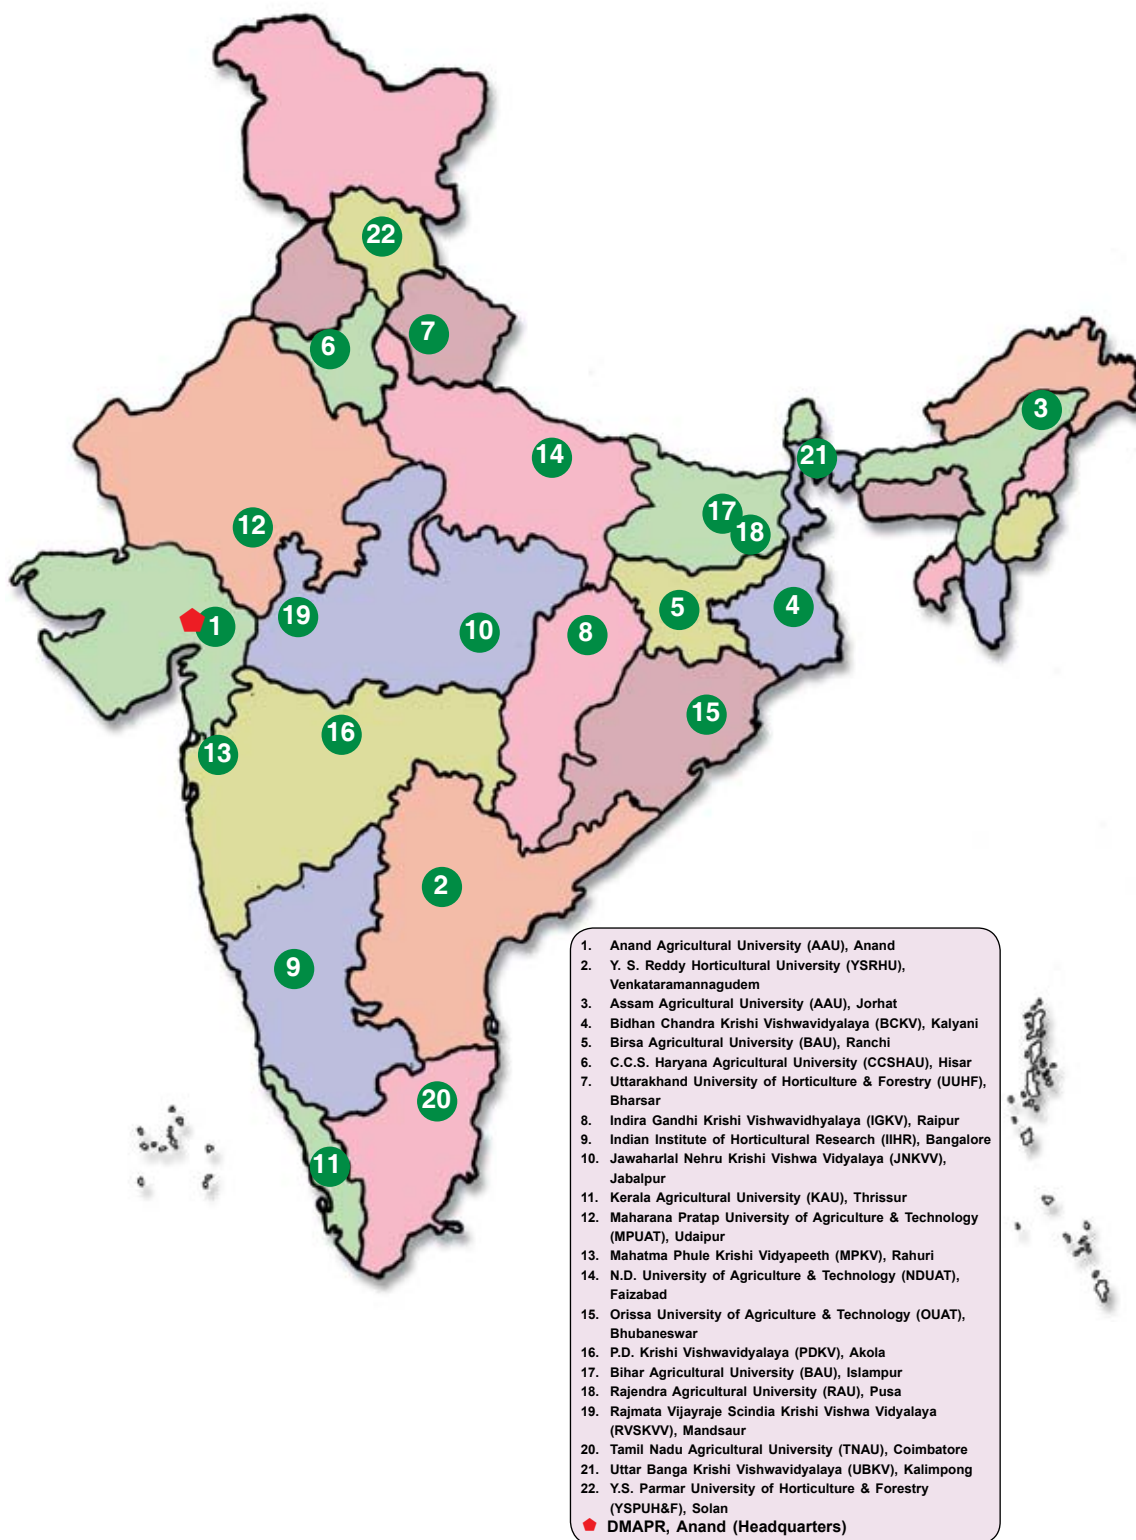 22
7
6
3
14
21
17
12
18
5
4
1
19
8
10
15
16
13
2
9
20
11
1. Anand Agricultural University (AAU), Anand
2. Y. S. Reddy Horticultural University (YSRHU),
Venkataramannagudem
3. Assam Agricultural University (AAU), Jorhat
4. Bidhan Chandra Krishi Vishwavidyalaya (BCKV), Kalyani
5. Birsa Agricultural University (BAU), Ranchi
6. C.C.S. Haryana Agricultural University (CCSHAU), Hisar
7. Uttarakhand University of Horticulture & Forestry (UUHF),
Bharsar
8. Indira Gandhi Krishi Vishwavidhyalaya (IGKV), Raipur
9. Indian Institute of Horticultural Research (IIHR), Bangalore
10. Jawaharlal Nehru Krishi Vishwa Vidyalaya (JNKVV),
Jabalpur
11. Kerala Agricultural University (KAU), Thrissur
12. Maharana Pratap University of Agriculture & Technology
(MPUAT), Udaipur
13. Mahatma Phule Krishi Vidyapeeth (MPKV), Rahuri
14. N.D. University of Agriculture & Technology (NDUAT),
Faizabad
15. Orissa University of Agriculture & Technology (OUAT),
Bhubaneswar
16. P.D. Krishi Vishwavidyalaya (PDKV), Akola
17. Bihar Agricultural University (BAU), Islampur
18. Rajendra Agricultural University (RAU), Pusa
19. Rajmata Vijayraje Scindia Krishi Vishwa Vidyalaya
(RVSKVV), Mandsaur
20. Tamil Nadu Agricultural University (TNAU), Coimbatore
21. Uttar Banga Krishi Vishwavidyalaya (UBKV), Kalimpong
22. Y.S. Parmar University of Horticulture & Forestry
(YSPUH&F), Solan
DMAPR, Anand (Headquarters)